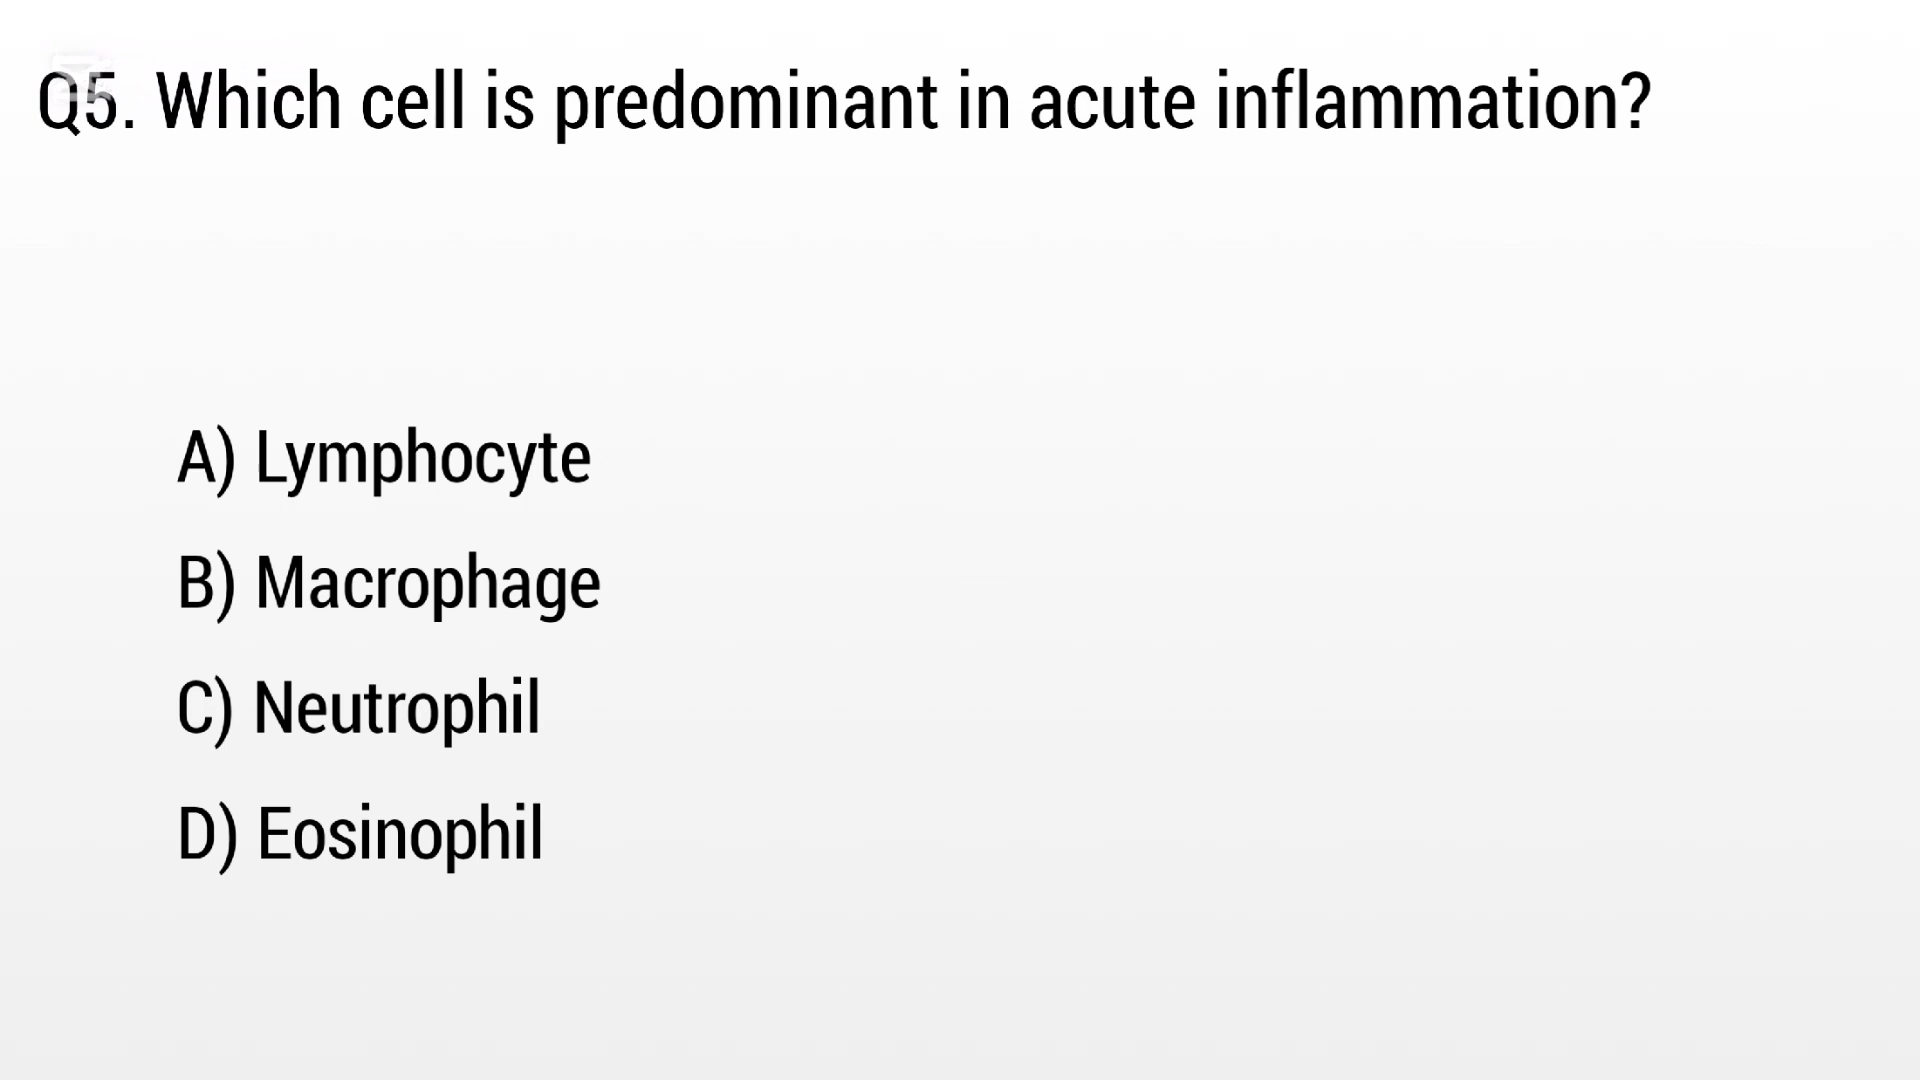 Q5. Which cell is predominant in acute inflammation?
A) Lymphocyte
B) Macrophage
C) Neutrophil
D) Eosinophil